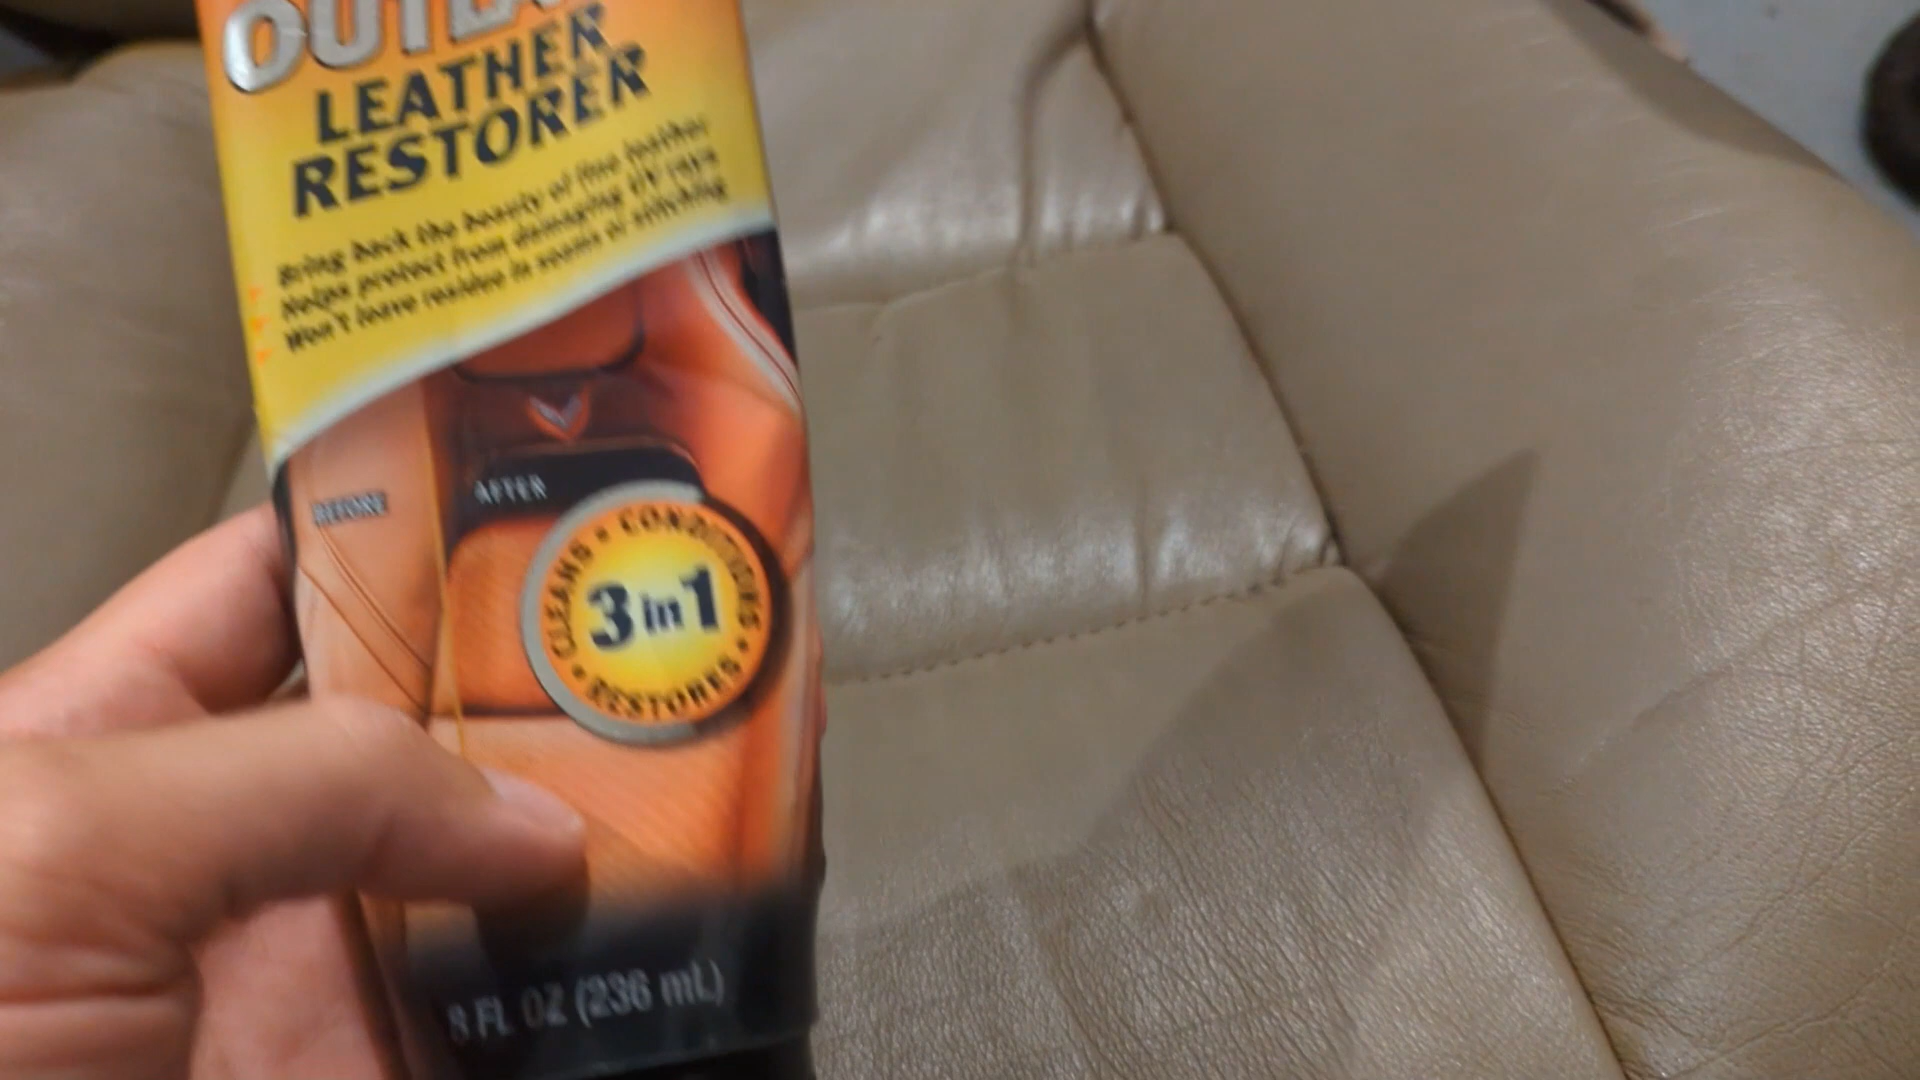 LEATHER
RESTORER
Bring back the beauty of fine leather
Helps protect from damaging UV rays
Won't leave residue in seams or stitching
BEFORE
AFTER
CLEANS • CONDITIONS • RESTORES •
3 in 1
8 FL OZ (236 mL)